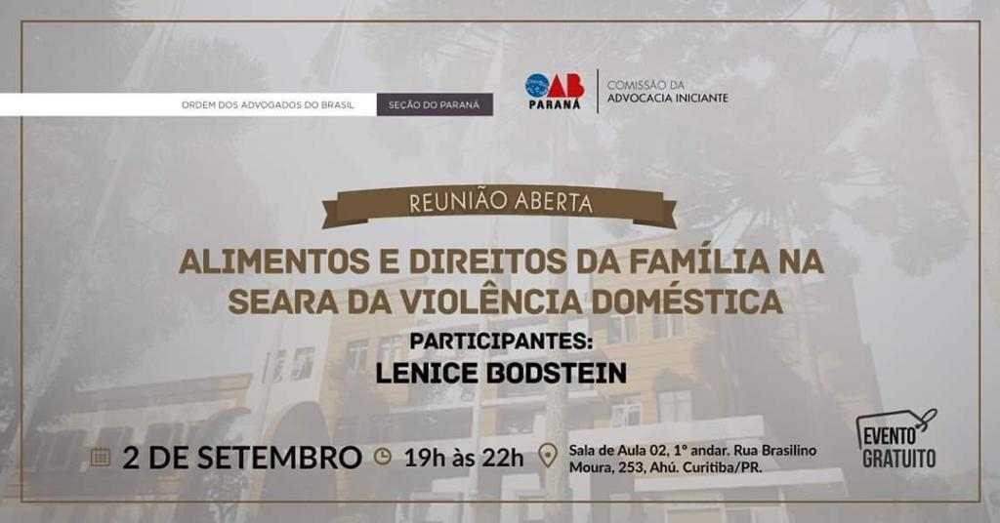 ORDEM DOS ADVOGADOS DO BRASIL SEÇÃO DO PARANÁ
OAB
PARANÁ
COMISSÃO DA
ADVOCACIA INICIANTE
REUNIÃO ABERTA
ALIMENTOS E DIREITOS DA FAMÍLIA NA
SEARA DA VIOLÊNCIA DOMÉSTICA
PARTICIPANTES:
LENICE BODSTEIN
2 DE SETEMBRO
19h às 22h
Sala de Aula 02, 1º andar. Rua Brasilino
Moura, 253, Ahú. Curitiba/PR.
EVENTO
GRATUITO